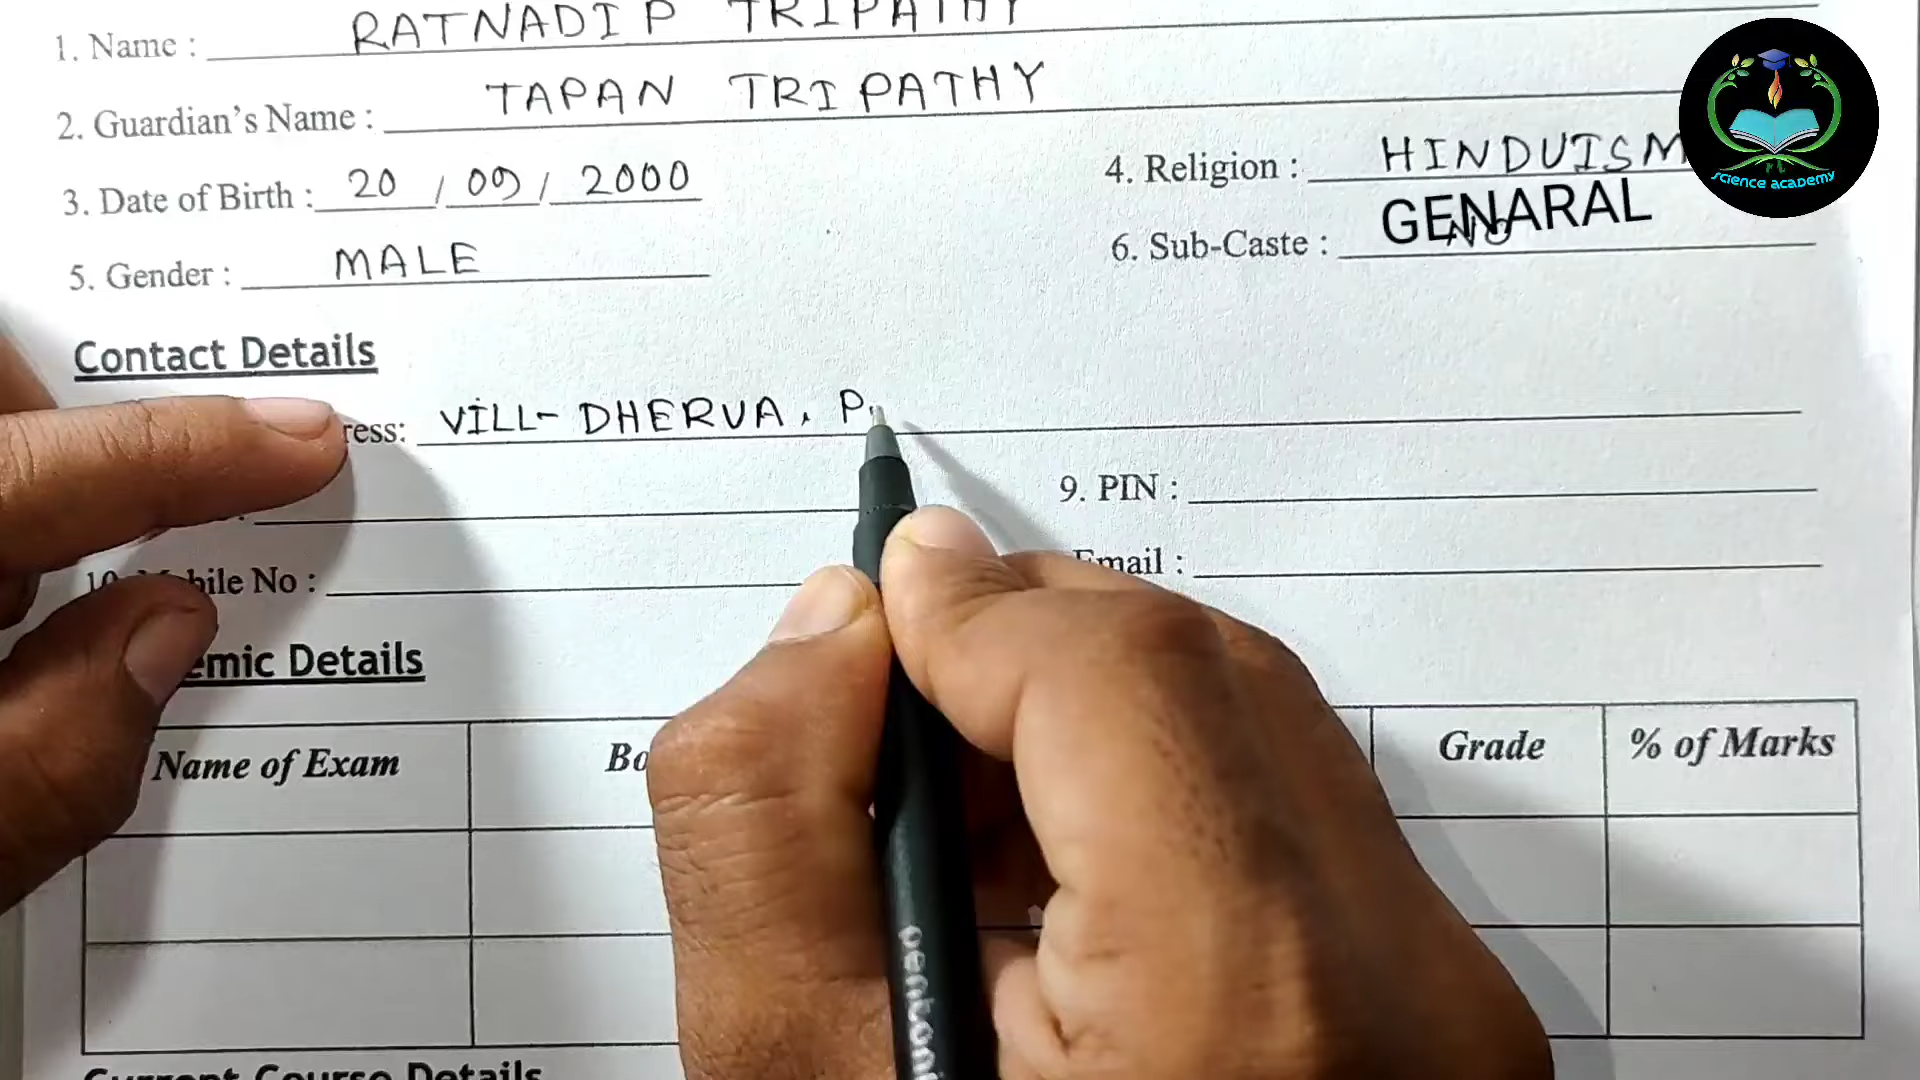 1. Name : RATNADIP TRIPATHY
2. Guardian's Name : TAPAN TRIPATHY
3. Date of Birth : 20 / 09 / 2000 4. Religion : HINDUISM
5. Gender : MALE 6. Sub-Caste : GENARAL
Contact Details
ress: VILL- DHERVA, P
9. PIN :
10. Mobile No : Email :
emic Details
Name of Exam Bo Grade % of Marks
Current Course Details
SCIENCE ACADEMY